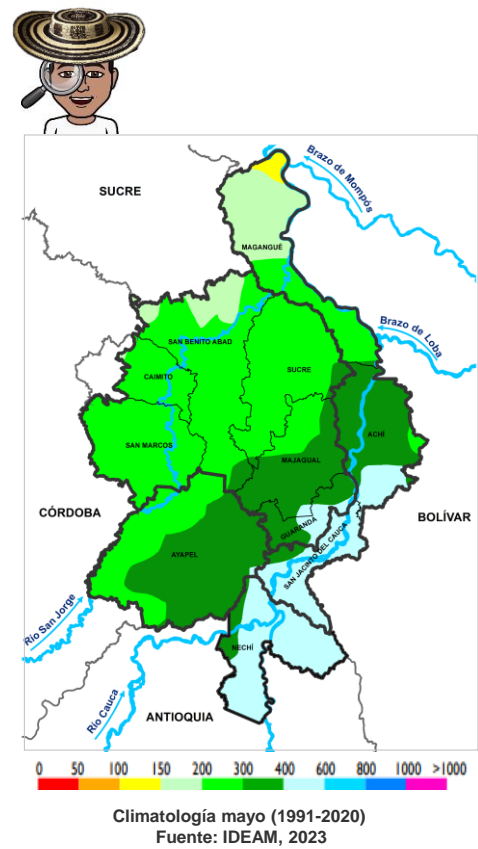 Brazo de Mompós
SUCRE
MAGANGUÉ
Brazo de Loba
SAN BENITO ABAD
CAIMITO
SUCRE
SAN MARCOS
ACHÍ
MAJAGUAL
CÓRDOBA
BOLÍVAR
GUARANDA
AYAPEL
SAN JACINTO DEL CAUCA
Río San Jorge
NECHÍ
Río Cauca
ANTIOQUIA
0 50 100 150 200 300 400 600 800 1000 >1000
Climatología mayo (1991-2020)
Fuente: IDEAM, 2023